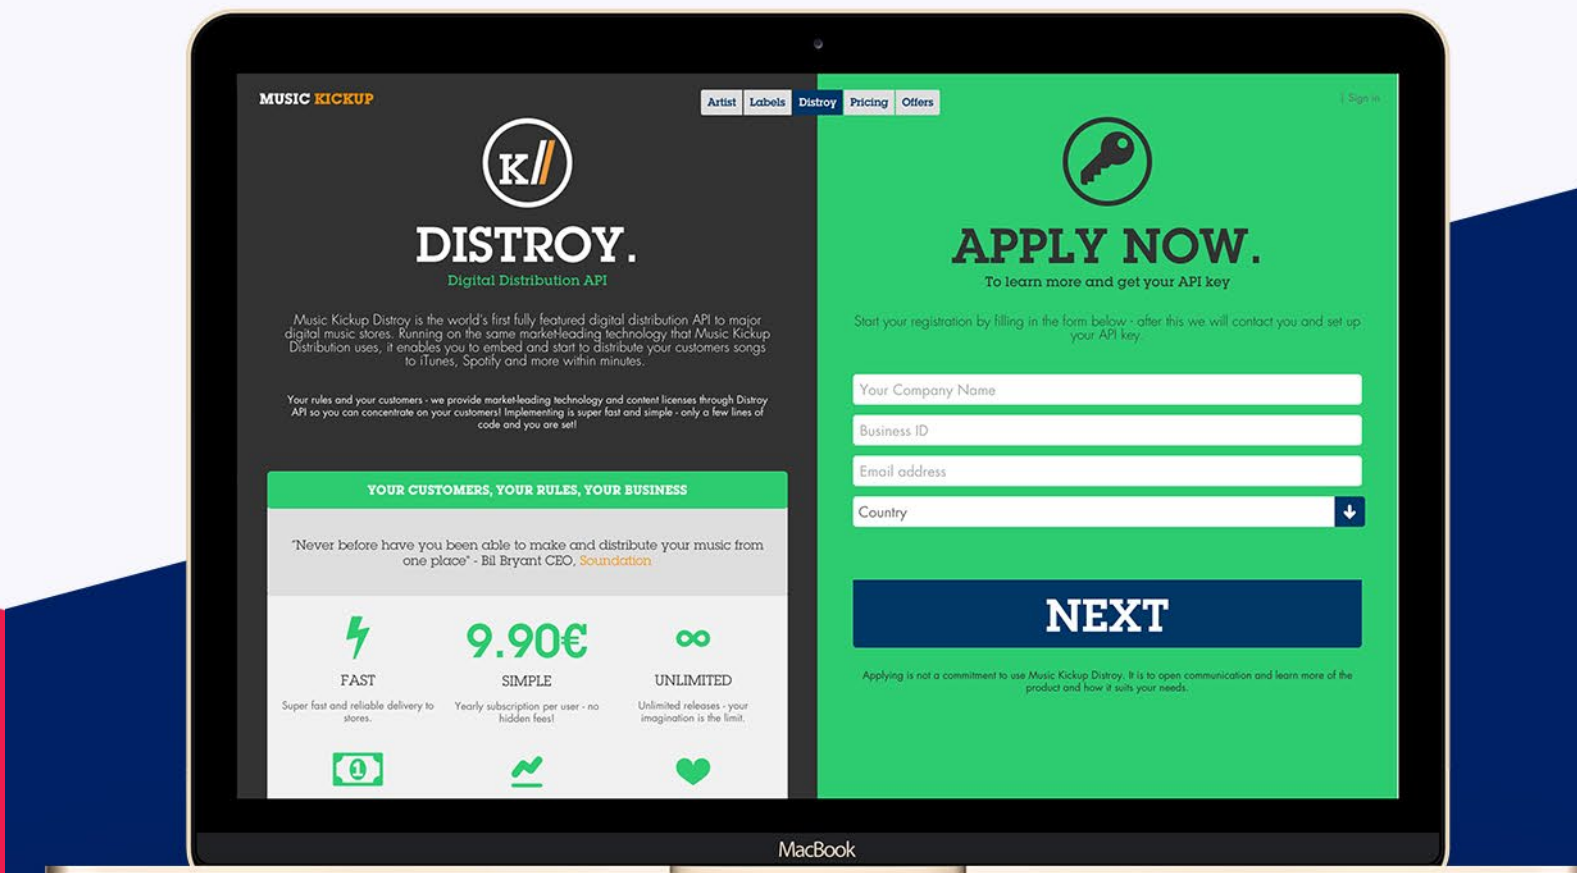 MUSIC KICKUP
Artist Labels Distroy Pricing Offers
| Sign in
K//
DISTROY.
Digital Distribution API
Music Kickup Distroy is the world's first fully featured digital distribution API to major
digital music stores. Running on the same market-leading technology that Music Kickup
Distribution uses, it enables you to embed and start to distribute your customers songs
to iTunes, Spotify and more within minutes.
Your rules and your customers - we provide market-leading technology and content licenses through Distroy
API so you can concentrate on your customers! Implementing is super fast and simple - only a few lines of
code and you are set!
YOUR CUSTOMERS, YOUR RULES, YOUR BUSINESS
"Never before have you been able to make and distribute your music from
one place" - Bil Bryant CEO, Soundation
FAST
Super fast and reliable delivery to
stores.
9.90€
SIMPLE
Yearly subscription per user - no
hidden fees!
UNLIMITED
Unlimited releases - your
imagination is the limit.
1
APPLY NOW.
To learn more and get your API key
Start your registration by filling in the form below - after this we will contact you and set up
your API key.
Your Company Name
Business ID
Email address
Country
NEXT
Applying is not a commitment to use Music Kickup Distroy. It is to open communication and learn more of the
product and how it suits your needs.
MacBook